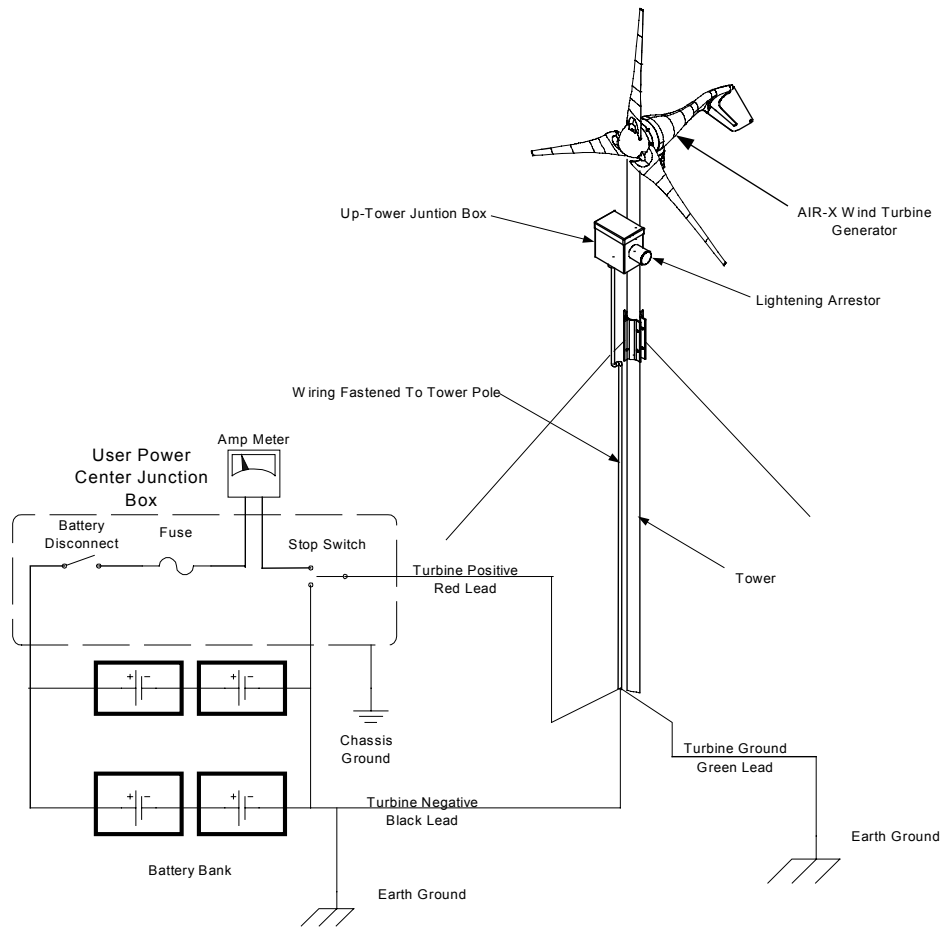 Up-Tower Juntion Box
AIR-X Wind Turbine
Generator
Lightening Arrestor
Wiring Fastened To Tower Pole
Amp Meter
User Power
Center Junction
Box
Battery
Disconnect
Fuse
Stop Switch
Turbine Positive
Red Lead
Tower
+ -
+ -
Chassis
Ground
Turbine Ground
Green Lead
+ -
+ -
Turbine Negative
Black Lead
Earth Ground
Battery Bank
Earth Ground